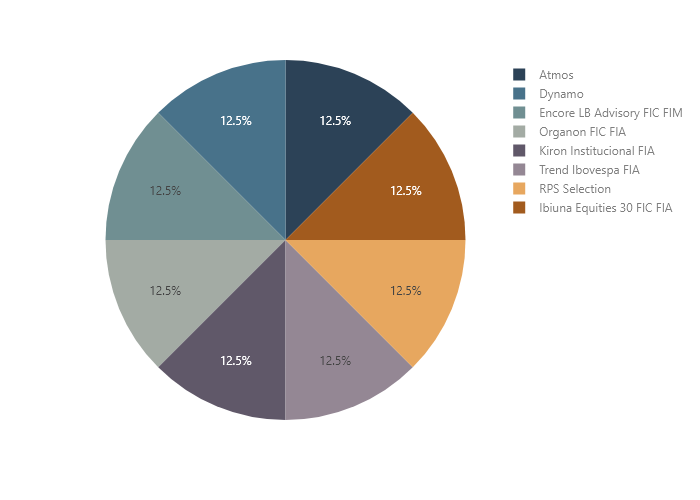 12.5%
12.5%
12.5%
12.5%
12.5%
12.5%
12.5%
12.5%
Atmos
Dynamo
Encore LB Advisory FIC FIM
Organon FIC FIA
Kiron Institucional FIA
Trend Ibovespa FIA
RPS Selection
Ibiuna Equities 30 FIC FIA